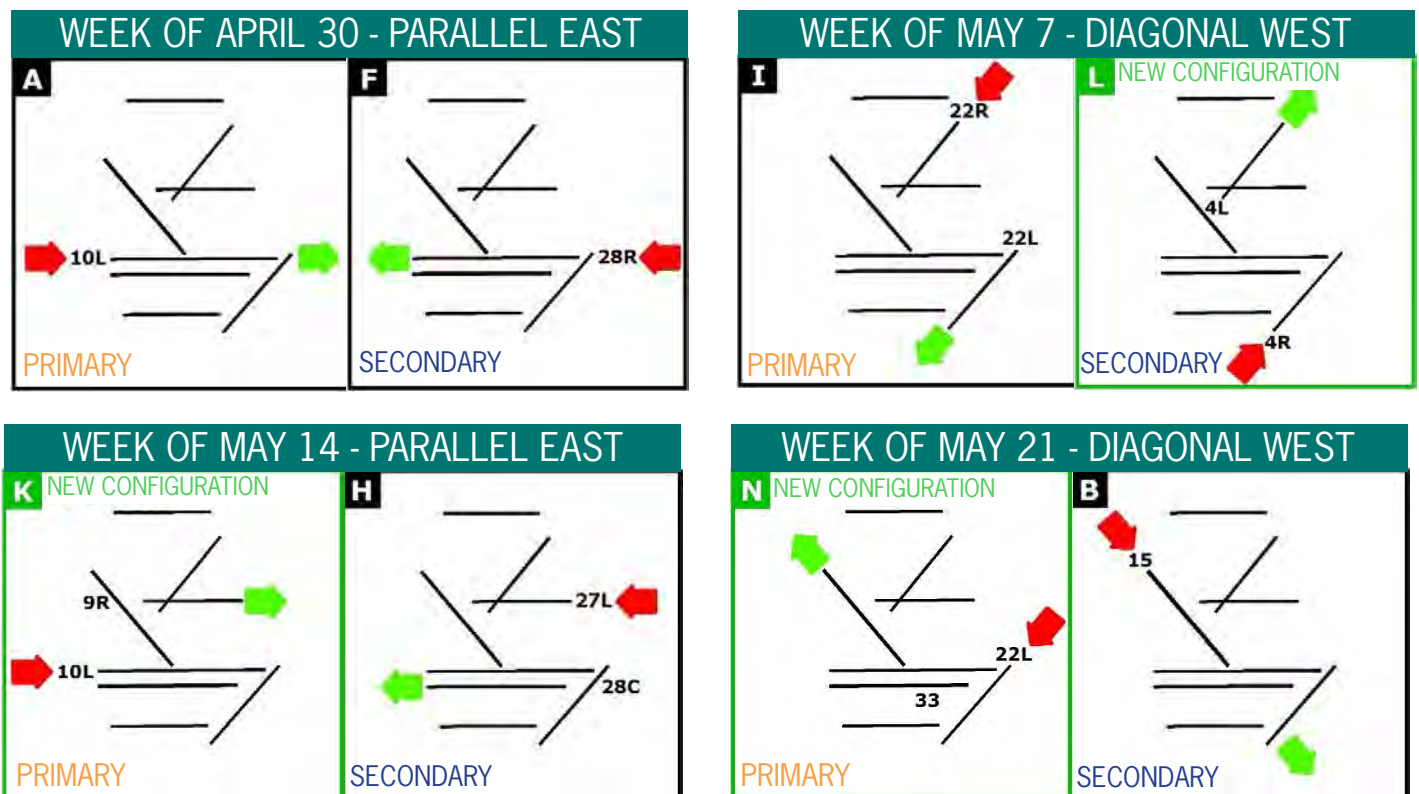 WEEK OF APRIL 30 - PARALLEL EAST
A
10L
PRIMARY
F
28R
SECONDARY
WEEK OF MAY 7 - DIAGONAL WEST
I
22R
22L
PRIMARY
L NEW CONFIGURATION
4L
4R
SECONDARY
WEEK OF MAY 14 - PARALLEL EAST
K NEW CONFIGURATION
9R
10L
PRIMARY
H
27L
28C
SECONDARY
WEEK OF MAY 21 - DIAGONAL WEST
N NEW CONFIGURATION
22L
33
PRIMARY
B
15
SECONDARY